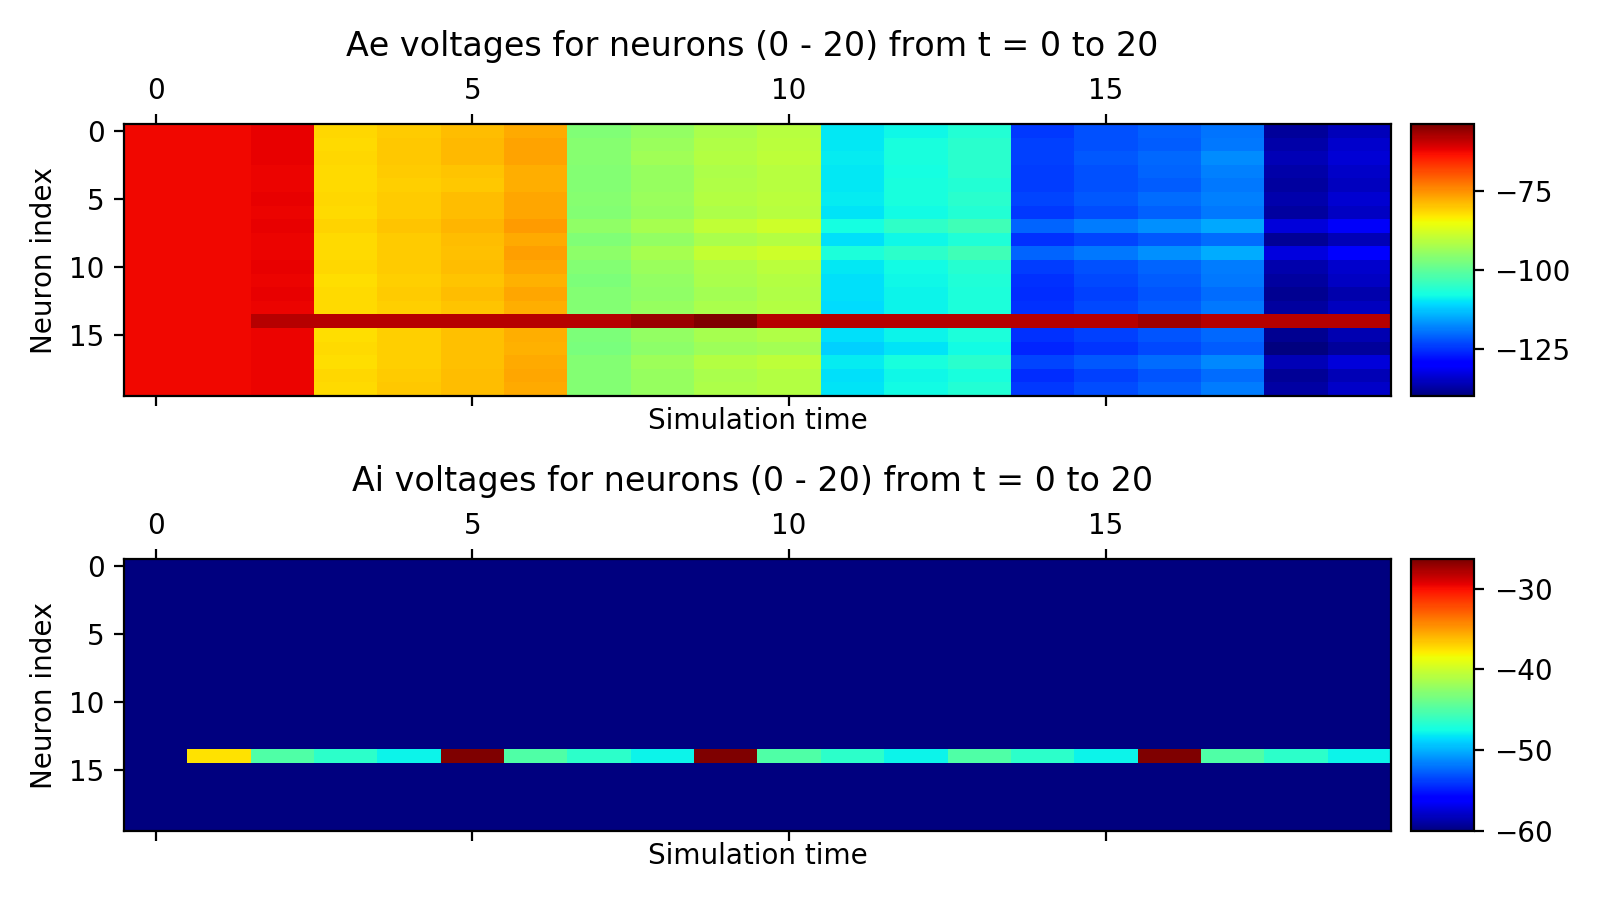 Ae voltages for neurons (0 - 20) from t = 0 to 20
0 5 10 15
Neuron index
0
5
10
15
Simulation time
−75
−100
−125
Ai voltages for neurons (0 - 20) from t = 0 to 20
0 5 10 15
Neuron index
0
5
10
15
Simulation time
−30
−40
−50
−60